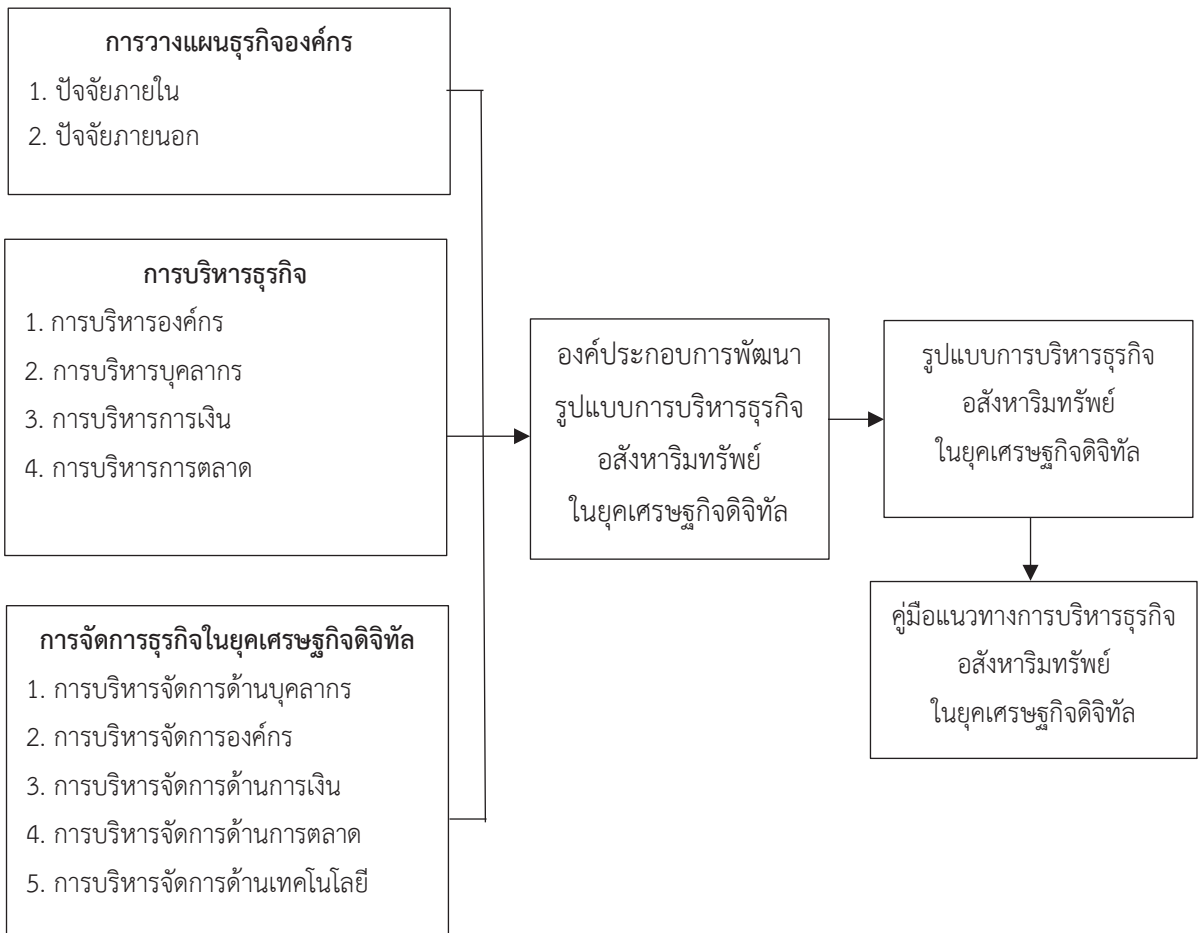 การวางแผนธุรกิจองค์กร
1. ปัจจัยภายใน
2. ปัจจัยภายนอก
การบริหารธุรกิจ
1. การบริหารองค์กร
2. การบริหารบุคลากร
3. การบริหารการเงิน
4. การบริหารการตลาด
การจัดการธุรกิจในยุคเศรษฐกิจดิจิทัล
1. การบริหารจัดการด้านบุคลากร
2. การบริหารจัดการองค์กร
3. การบริหารจัดการด้านการเงิน
4. การบริหารจัดการด้านการตลาด
5. การบริหารจัดการด้านเทคโนโลยี
องค์ประกอบการพัฒนา
รูปแบบการบริหารธุรกิจ
อสังหาริมทรัพย์
ในยุคเศรษฐกิจดิจิทัล
รูปแบบการบริหารธุรกิจ
อสังหาริมทรัพย์
ในยุคเศรษฐกิจดิจิทัล
คู่มือแนวทางการบริหารธุรกิจ
อสังหาริมทรัพย์
ในยุคเศรษฐกิจดิจิทัล